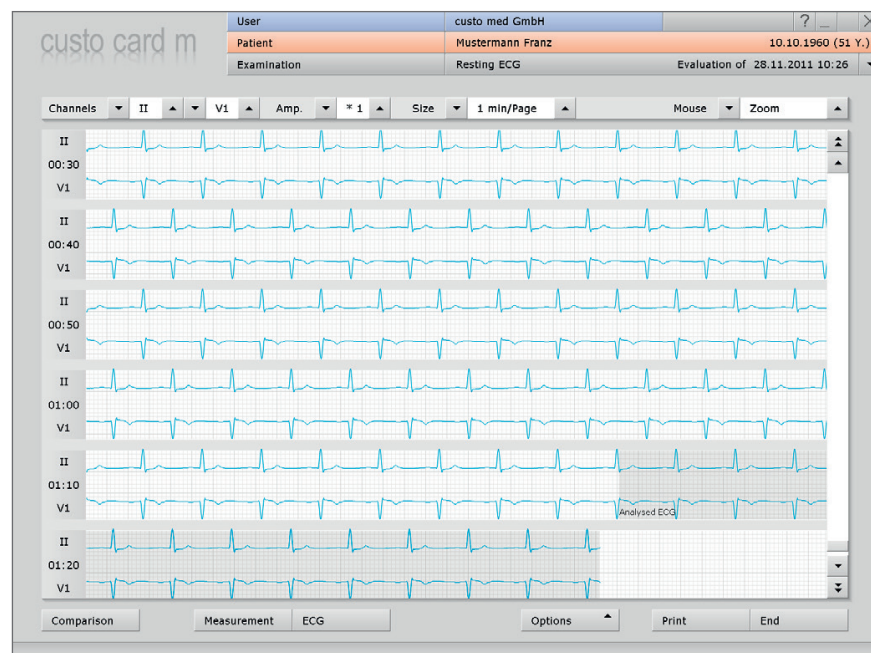 custo card m
User custo med GmbH ? _
Patient Mustermann Franz 10.10.1960 (51 Y.)
Examination Resting ECG Evaluation of 28.11.2011 10:26
Channels II V1 Amp. * 1 Size 1 min/Page Mouse Zoom
II
00:30
V1
II
00:40
V1
II
00:50
V1
II
01:00
V1
II
01:10
V1 Analysed ECG
II
01:20
V1
Comparison Measurement ECG Options Print End